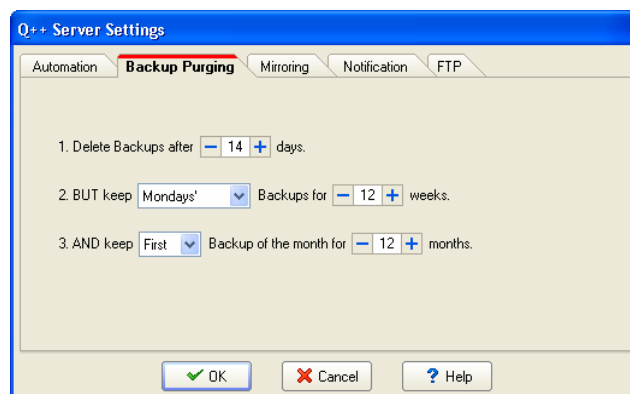 Q++ Server Settings
Automation Backup Purging Mirroring Notification FTP
1. Delete Backups after 14 days.
2. BUT keep Mondays' Backups for 12 weeks.
3. AND keep First Backup of the month for 12 months.
OK Cancel ? Help